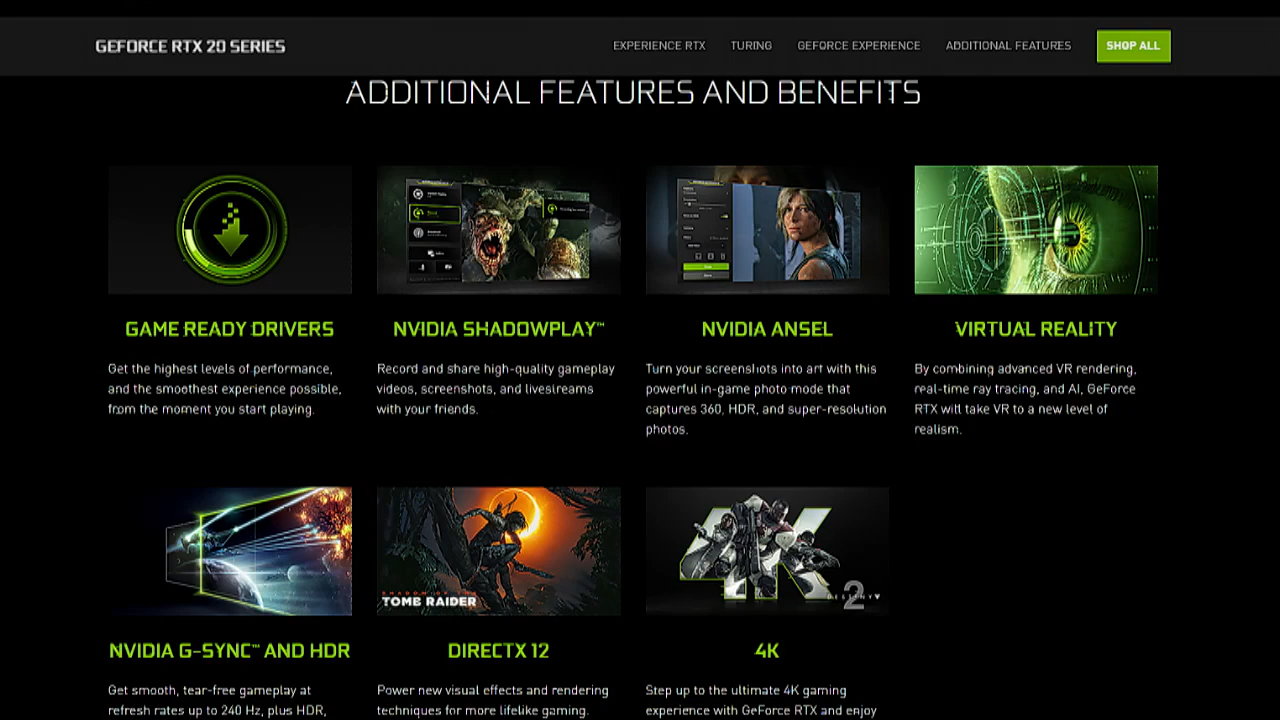 GEFORCE RTX 20 SERIES
EXPERIENCE RTX
TURING
GEFORCE EXPERIENCE
ADDITIONAL FEATURES
SHOP ALL
ADDITIONAL FEATURES AND BENEFITS
GAME READY DRIVERS
Get the highest levels of performance,
and the smoothest experience possible,
from the moment you start playing.
NVIDIA SHADOWPLAY™
Record and share high-quality gameplay
videos, screenshots, and livestreams
with your friends.
NVIDIA ANSEL
Turn your screenshots into art with this
powerful in-game photo mode that
captures 360, HDR, and super-resolution
photos.
VIRTUAL REALITY
By combining advanced VR rendering,
real-time ray tracing, and AI, GeForce
RTX will take VR to a new level of
realism.
SHADOW OF THE
TOMB RAIDER
4K
DESTINY 2
NVIDIA G-SYNC™ AND HDR
Get smooth, tear-free gameplay at
refresh rates up to 240 Hz, plus HDR,
DIRECTX 12
Power new visual effects and rendering
techniques for more lifelike gaming.
4K
Step up to the ultimate 4K gaming
experience with GeForce RTX and enjoy